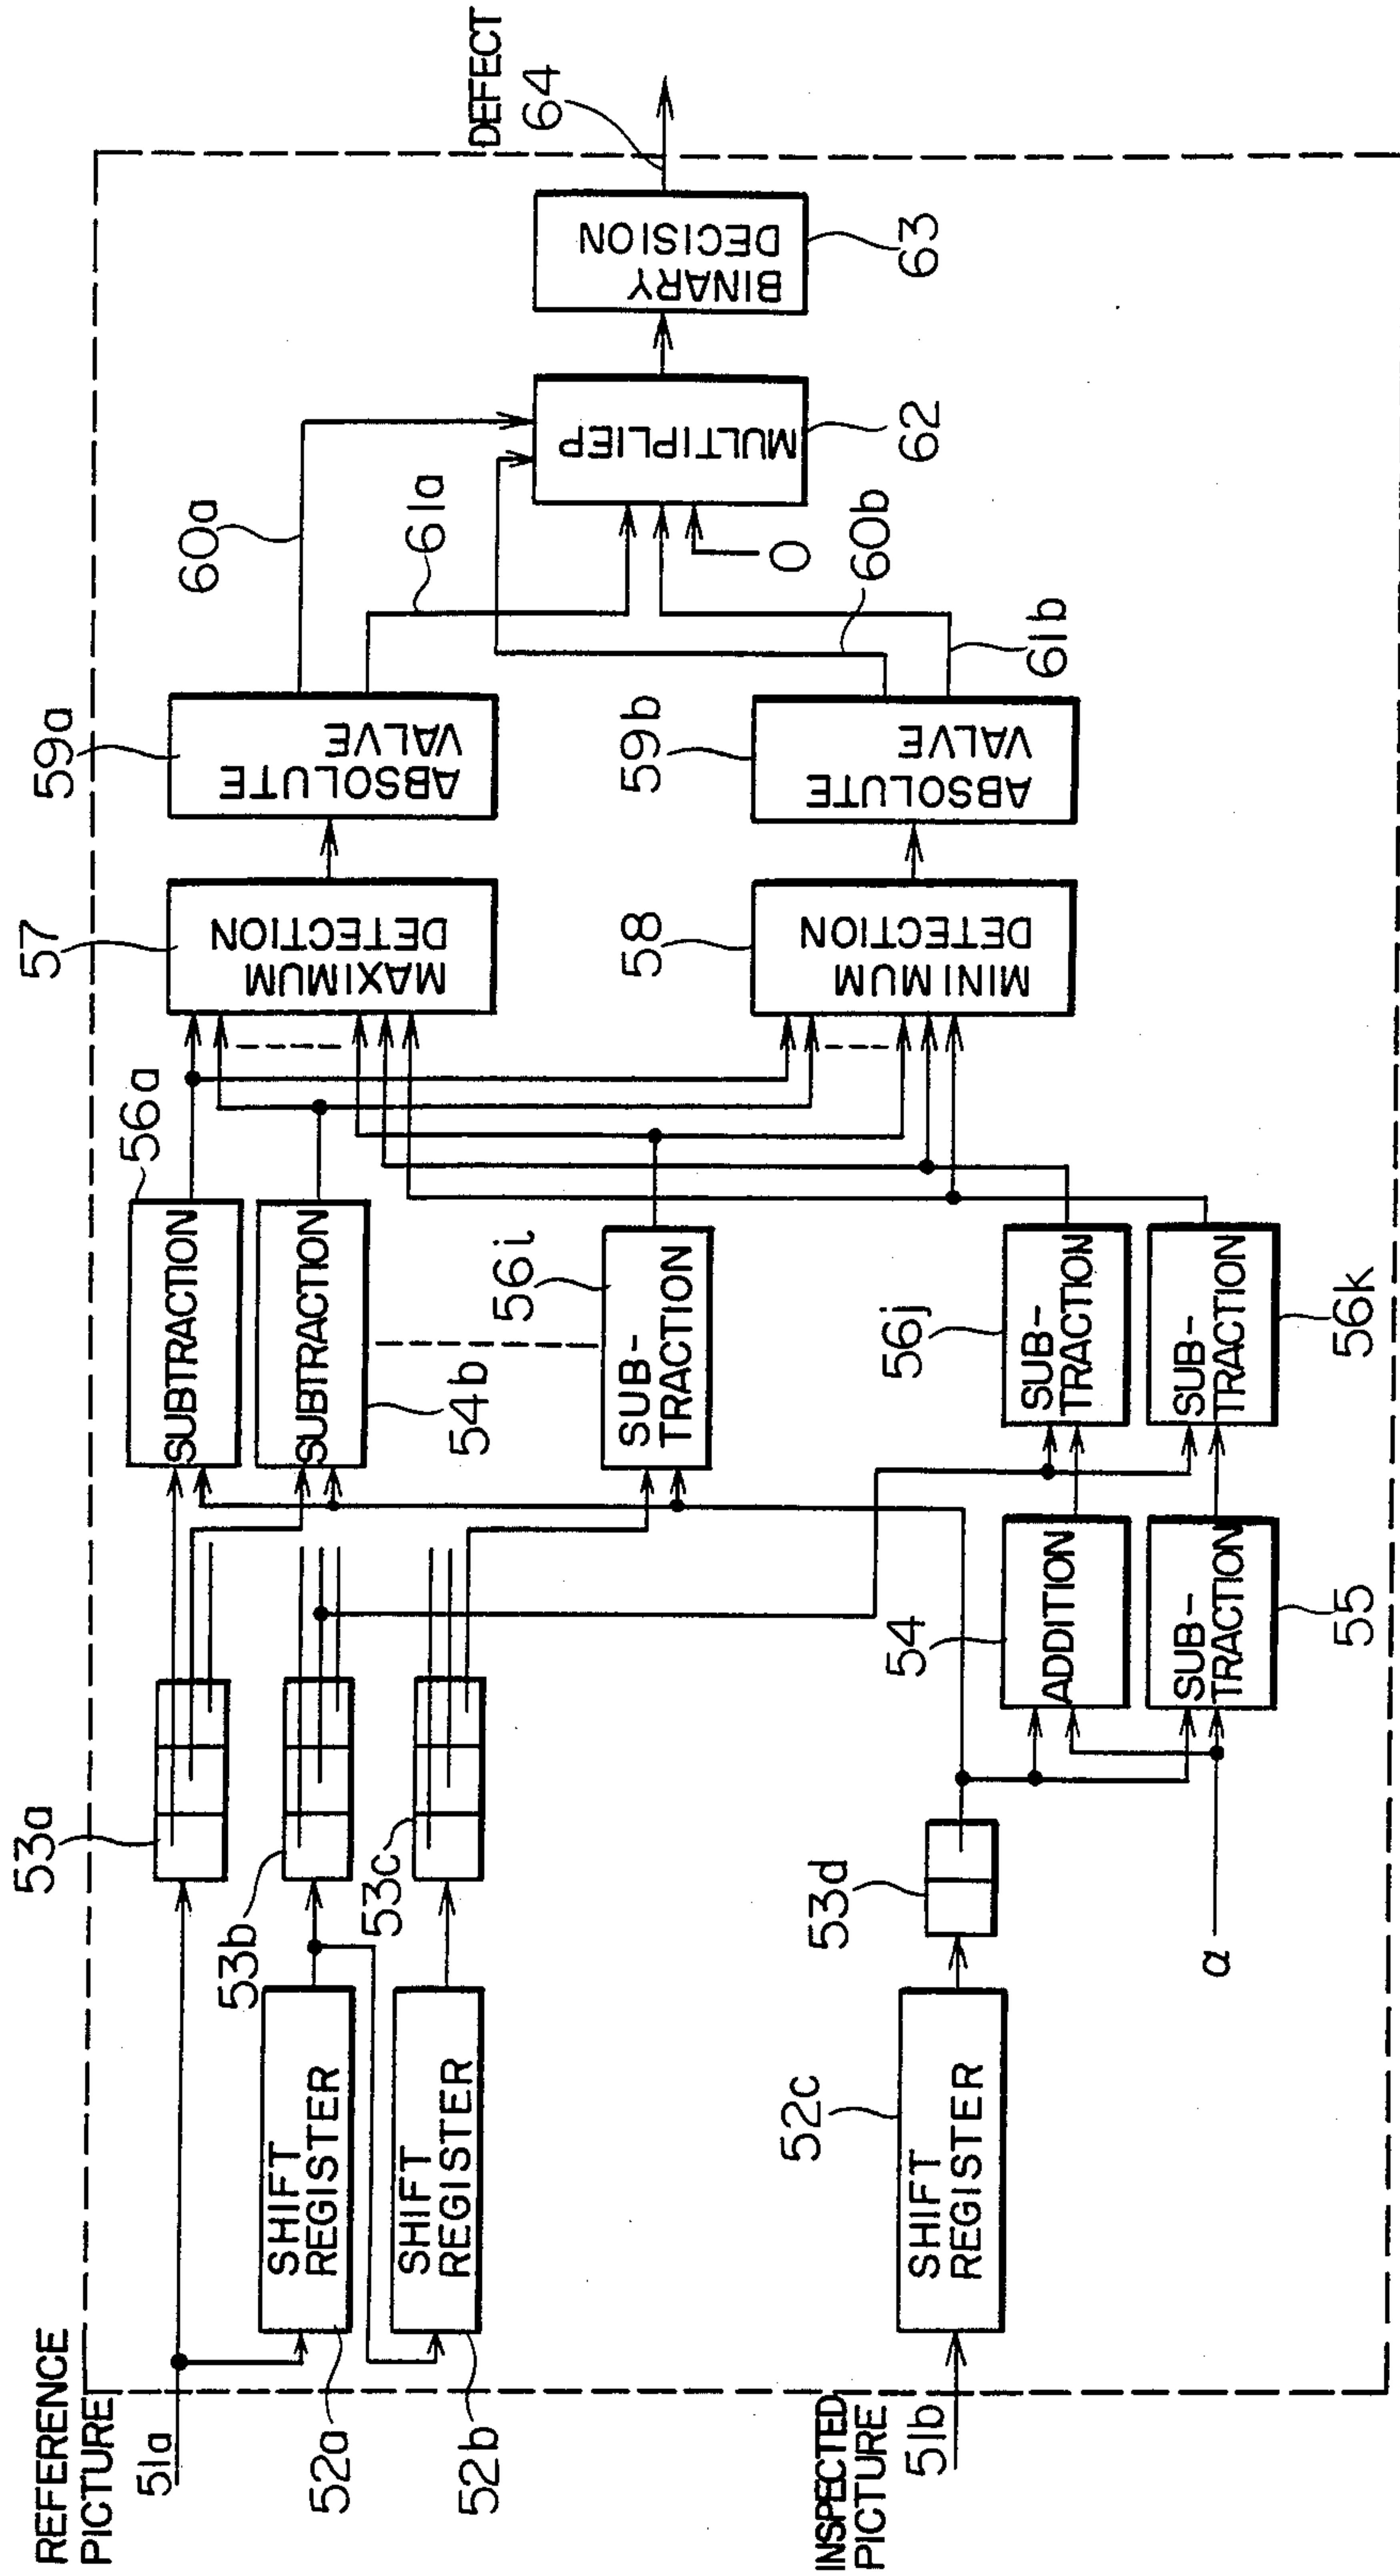 REFERENCE
PICTURE
51a
52a
SHIFT
REGISTER
52b
SHIFT
REGISTER
53a
53b
53c
INSPECTED
PICTURE
51b
52c
SHIFT
REGISTER
53d
α
54
ADDITION
55
SUB-
TRACTION
56a
SUBTRACTION
54b
SUBTRACTION
56i
SUB-
TRACTION
56j
SUB-
TRACTION
56k
SUB-
TRACTION
57
MAXIMUM
DETECTION
58
MINIMUM
DETECTION
59a
ABSOLUTE
VALVE
59b
ABSOLUTE
VALVE
60a
61a
60b
61b
0
62
MULTIPLIEP
63
BINARY
DECISION
64
DEFECT